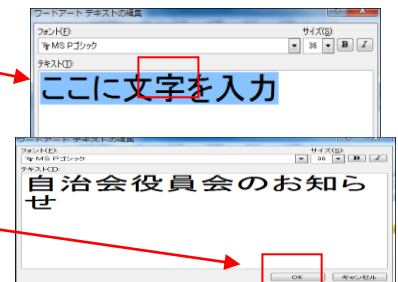 ワードアート テキストの編集
フォント(F):
サイズ(S):
MS Pゴシック
36
B
I
テキスト(T):
ここに文字を入力
ワードアート テキストの編集
フォント(F):
サイズ(S):
MS Pゴシック
36
B
I
テキスト(T):
自治会役員会のお知ら
せ
OK
キャンセル